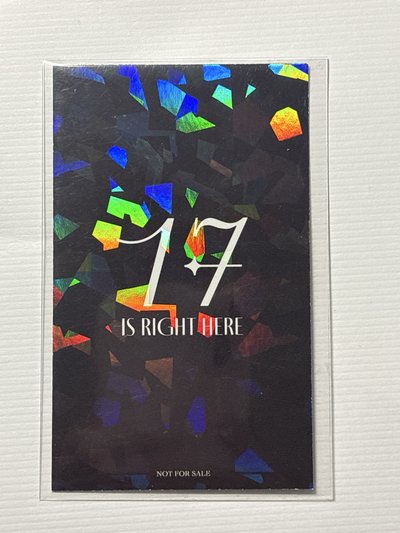 17
IS RIGHT HERE
NOT FOR SALE